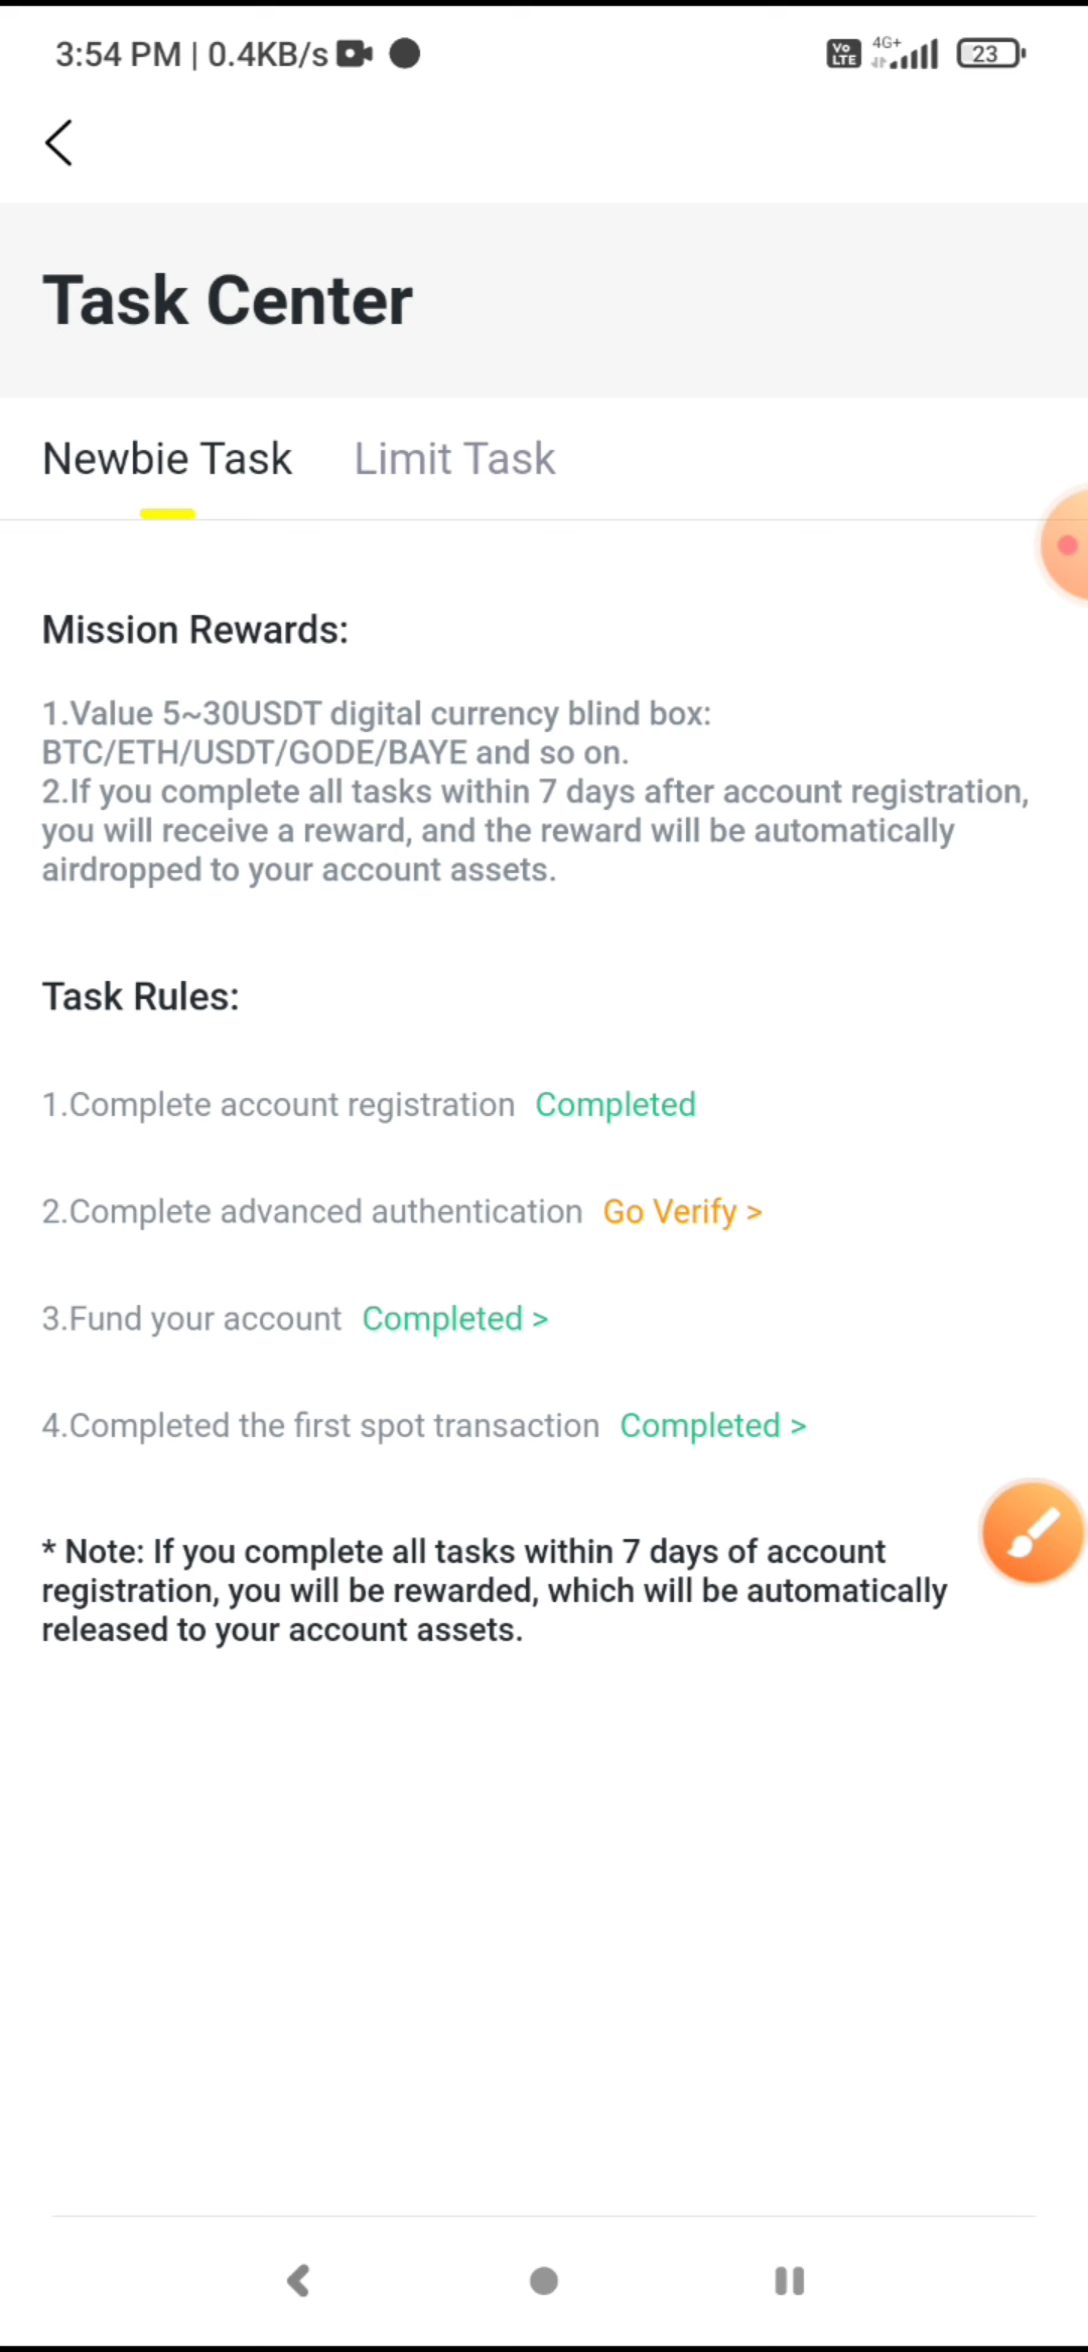 3:54 PM | 0.4KB/s
Vo LTE 4G+ 23
Task Center
Newbie Task Limit Task
Mission Rewards:
1.Value 5~30USDT digital currency blind box:
BTC/ETH/USDT/GODE/BAYE and so on.
2.If you complete all tasks within 7 days after account registration,
you will receive a reward, and the reward will be automatically
airdropped to your account assets.
Task Rules:
1.Complete account registration Completed
2.Complete advanced authentication Go Verify >
3.Fund your account Completed >
4.Completed the first spot transaction Completed >
* Note: If you complete all tasks within 7 days of account
registration, you will be rewarded, which will be automatically
released to your account assets.